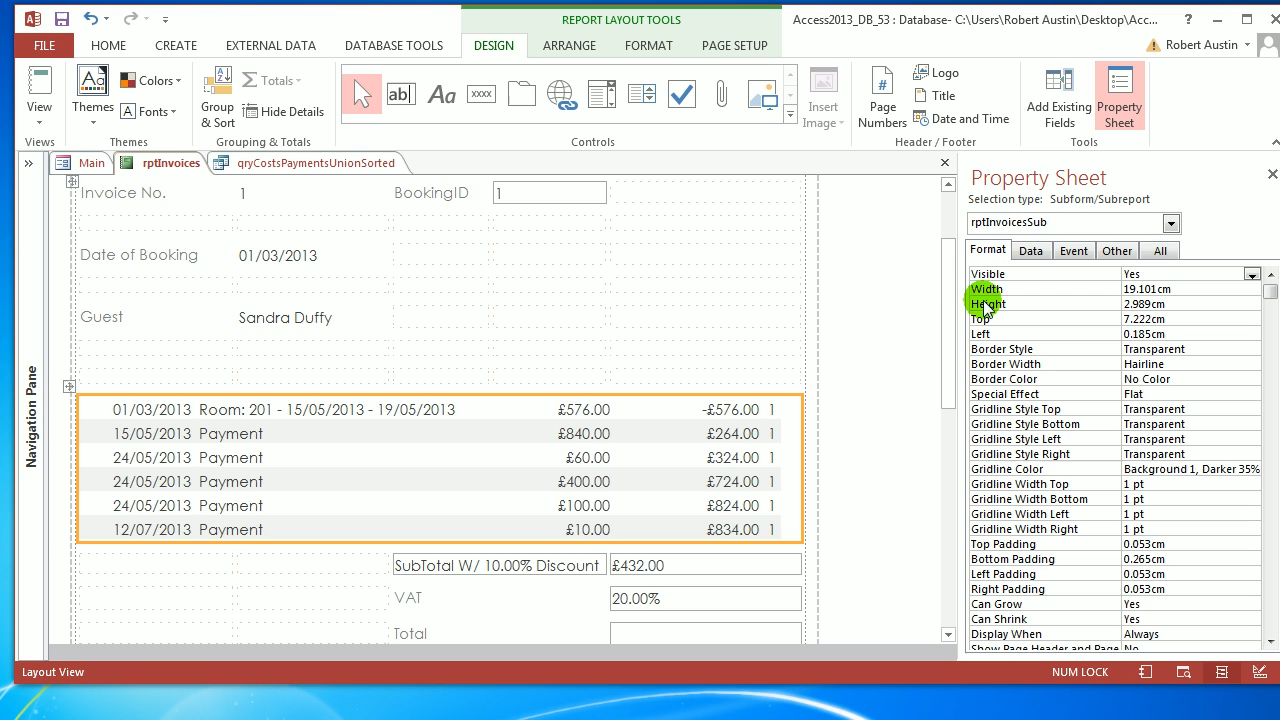 REPORT LAYOUT TOOLS
Access2013_DB_53 : Database- C:\Users\Robert Austin\Desktop\Acc...
?
FILE
HOME
CREATE
EXTERNAL DATA
DATABASE TOOLS
DESIGN
ARRANGE
FORMAT
PAGE SETUP
Robert Austin
View
Views
Aa
Themes
Colors
Fonts
Themes
Group & Sort
Totals
Hide Details
Grouping & Totals
ab|
Aa
xxxx
Insert Image
Controls
#
Page Numbers
Logo
Title
Date and Time
Header / Footer
Add Existing Fields
Property Sheet
Tools
Main
rptInvoices
qryCostsPaymentsUnionSorted
Navigation Pane
Invoice No. 1 BookingID 1
Date of Booking 01/03/2013
Guest Sandra Duffy
01/03/2013 Room: 201 - 15/05/2013 - 19/05/2013 £576.00 -£576.00 1
15/05/2013 Payment £840.00 £264.00 1
24/05/2013 Payment £60.00 £324.00 1
24/05/2013 Payment £400.00 £724.00 1
24/05/2013 Payment £100.00 £824.00 1
12/07/2013 Payment £10.00 £834.00 1
SubTotal W/ 10.00% Discount £432.00
VAT 20.00%
Total
Property Sheet
Selection type: Subform/Subreport
rptInvoicesSub
Format Data Event Other All
Visible Yes
Width 19.101cm
Height 2.989cm
Top 7.222cm
Left 0.185cm
Border Style Transparent
Border Width Hairline
Border Color No Color
Special Effect Flat
Gridline Style Top Transparent
Gridline Style Bottom Transparent
Gridline Style Left Transparent
Gridline Style Right Transparent
Gridline Color Background 1, Darker 35%
Gridline Width Top 1 pt
Gridline Width Bottom 1 pt
Gridline Width Left 1 pt
Gridline Width Right 1 pt
Top Padding 0.053cm
Bottom Padding 0.265cm
Left Padding 0.053cm
Right Padding 0.053cm
Can Grow Yes
Can Shrink Yes
Display When Always
Show Page Header and Page No
Layout View
NUM LOCK